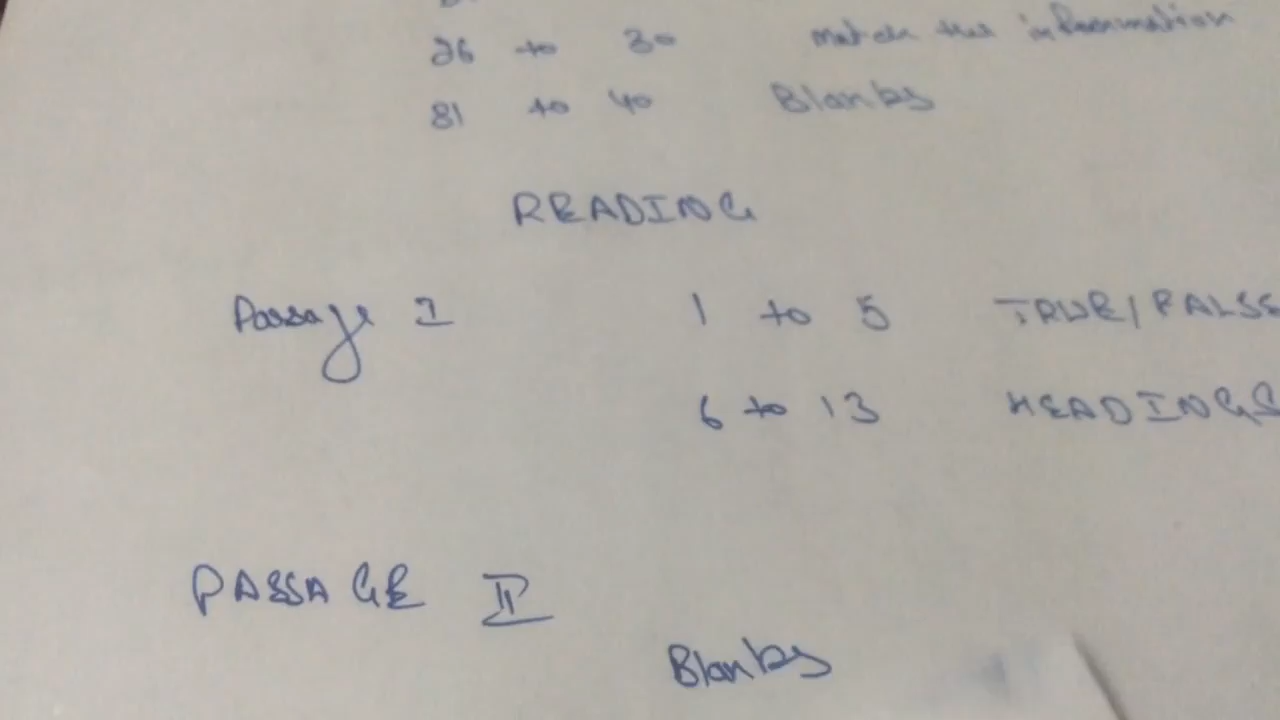 26 to 30 match the information
31 to 40 Blanks
READING
Passage I 1 to 5 TRUE/FALSE
6 to 13 HEADINGS
PASSAGE II
Blanks